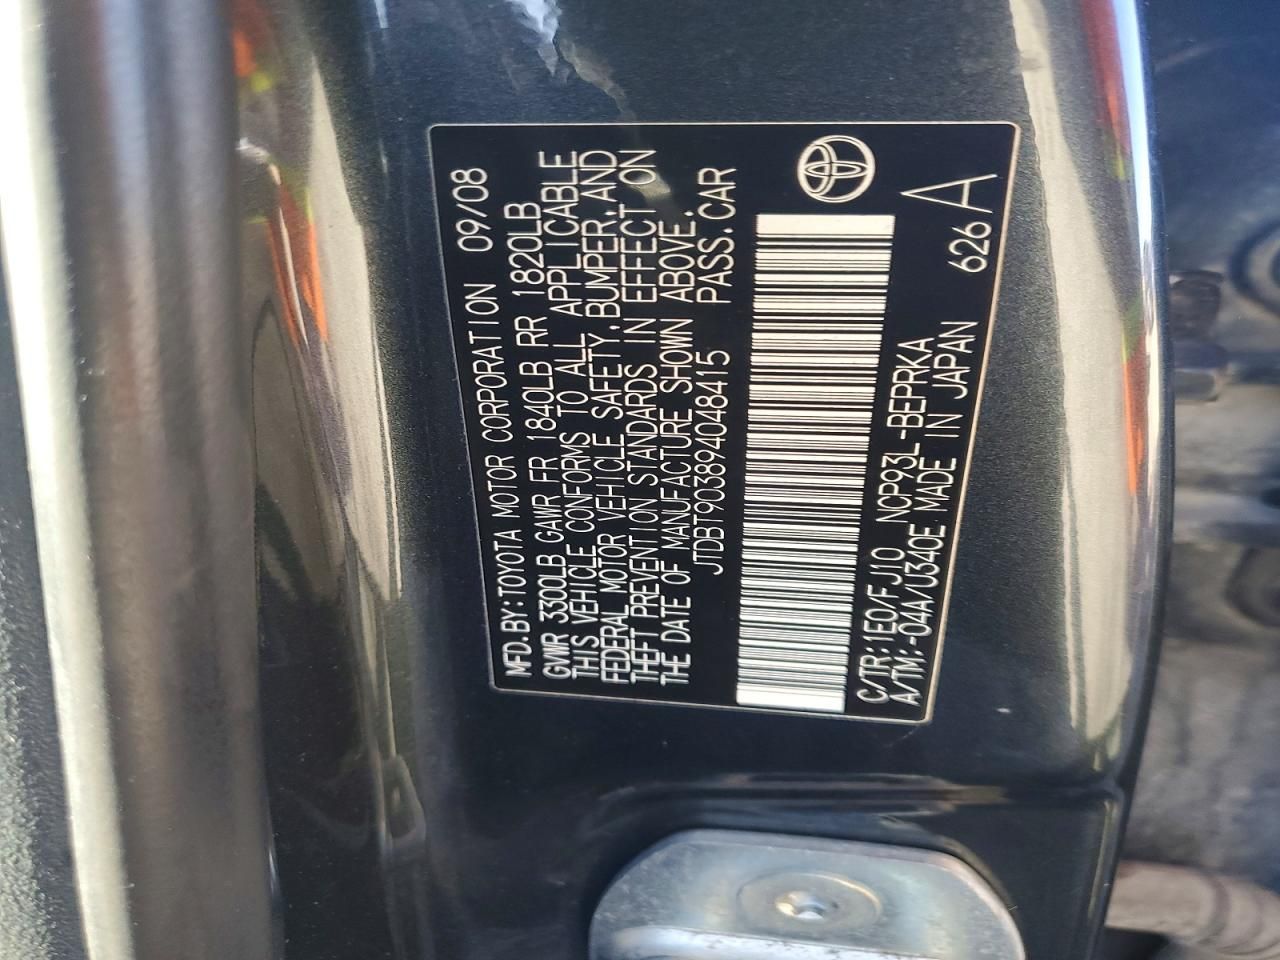 MFD. BY: TOYOTA MOTOR CORPORATION 09/08
GVWR 3300LB GAWR FR 1840LB RR 1820LB
THIS VEHICLE CONFORMS TO ALL APPLICABLE
FEDERAL MOTOR VEHICLE SAFETY, BUMPER, AND
THEFT PREVENTION STANDARDS IN EFFECT ON
THE DATE OF MANUFACTURE SHOWN ABOVE.
JTDBT903894048415 PASS. CAR
C/TR: 1E0/FJ10 NCP93L-BEPRKA
A/TM: -04A/U340E MADE IN JAPAN 626 A